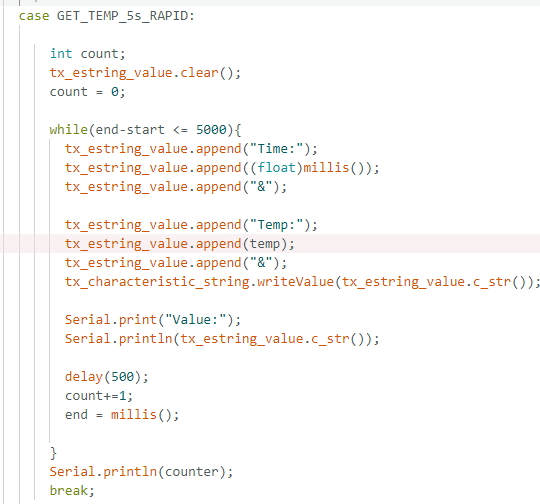 case GET_TEMP_5s_RAPID:
int count;
tx_estring_value.clear();
count = 0;
while(end-start <= 5000){
tx_estring_value.append("Time:");
tx_estring_value.append((float)millis());
tx_estring_value.append("&");
tx_estring_value.append("Temp:");
tx_estring_value.append(temp);
tx_estring_value.append("&");
tx_characteristic_string.writeValue(tx_estring_value.c_str());
Serial.print("Value:");
Serial.println(tx_estring_value.c_str());
delay(500);
count+=1;
end = millis();
}
Serial.println(counter);
break;